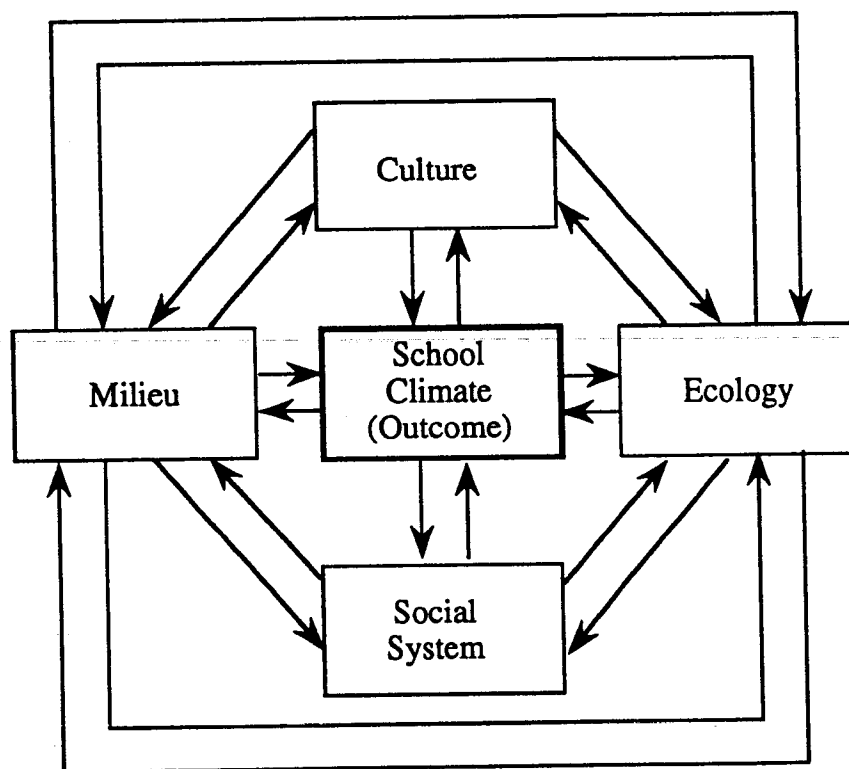 Culture
Milieu
School
Climate
(Outcome)
Ecology
Social
System